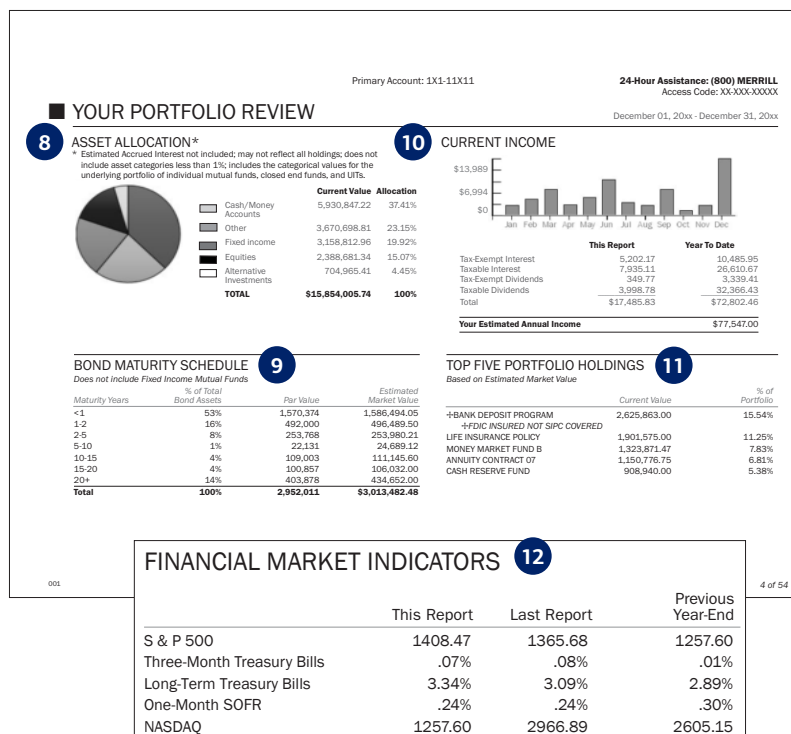 Primary Account: 1X1-11X11
24-Hour Assistance: (800) MERRILL
Access Code: XX-XXX-XXXXX
YOUR PORTFOLIO REVIEW
December 01, 20xx - December 31, 20xx
8
ASSET ALLOCATION*
* Estimated Accrued Interest not included; may not reflect all holdings; does not
include asset categories less than 1%; includes the categorical values for the
underlying portfolio of individual mutual funds, closed end funds, and UITs.
Current Value Allocation
Cash/Money
Accounts 5,930,847.22 37.41%
Other 3,670,698.81 23.15%
Fixed income 3,158,812.96 19.92%
Equities 2,388,681.34 15.07%
Alternative
Investments 704,965.41 4.45%
TOTAL $15,854,005.74 100%
10
CURRENT INCOME
$13,989
$6,994
$0
Jan Feb Mar Apr May Jun Jul Aug Sep Oct Nov Dec
This Report Year To Date
Tax-Exempt Interest 5,202.17 10,485.95
Taxable Interest 7,935.11 26,610.67
Tax-Exempt Dividends 349.77 3,339.41
Taxable Dividends 3,998.78 32,366.43
Total $17,485.83 $72,802.46
Your Estimated Annual Income $77,547.00
BOND MATURITY SCHEDULE 9
Does not include Fixed Income Mutual Funds
Maturity Years % of Total Bond Assets Par Value Estimated Market Value
<1 53% 1,570,374 1,586,494.05
1-2 16% 492,000 496,489.50
2-5 8% 253,768 253,980.21
5-10 1% 22,131 24,689.12
10-15 4% 109,003 111,145.60
15-20 4% 100,857 106,032.00
20+ 14% 403,878 434,652.00
Total 100% 2,952,011 $3,013,482.48
TOP FIVE PORTFOLIO HOLDINGS 11
Based on Estimated Market Value
Current Value % of Portfolio
✢BANK DEPOSIT PROGRAM 2,625,863.00 15.54%
✢FDIC INSURED NOT SIPC COVERED
LIFE INSURANCE POLICY 1,901,575.00 11.25%
MONEY MARKET FUND B 1,323,871.47 7.83%
ANNUITY CONTRACT 07 1,150,776.75 6.81%
CASH RESERVE FUND 908,940.00 5.38%
001
4 of 54
FINANCIAL MARKET INDICATORS 12
This Report Last Report Previous Year-End
S & P 500 1408.47 1365.68 1257.60
Three-Month Treasury Bills .07% .08% .01%
Long-Term Treasury Bills 3.34% 3.09% 2.89%
One-Month SOFR .24% .24% .30%
NASDAQ 1257.60 2966.89 2605.15